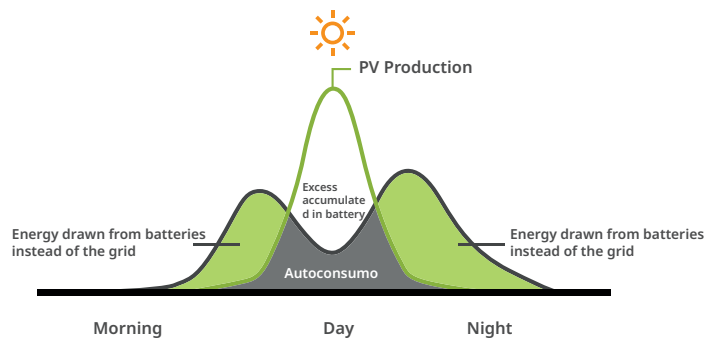 PV Production
Excess
accumulate
d in battery
Energy drawn from batteries
instead of the grid
Energy drawn from batteries
instead of the grid
Autoconsumo
Morning
Day
Night